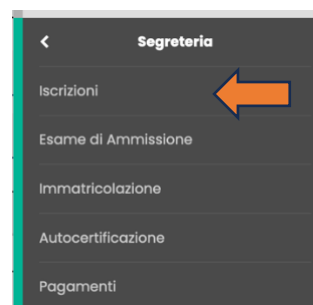 Segreteria
Iscrizioni
Esame di Ammissione
Immatricolazione
Autocertificazione
Pagamenti